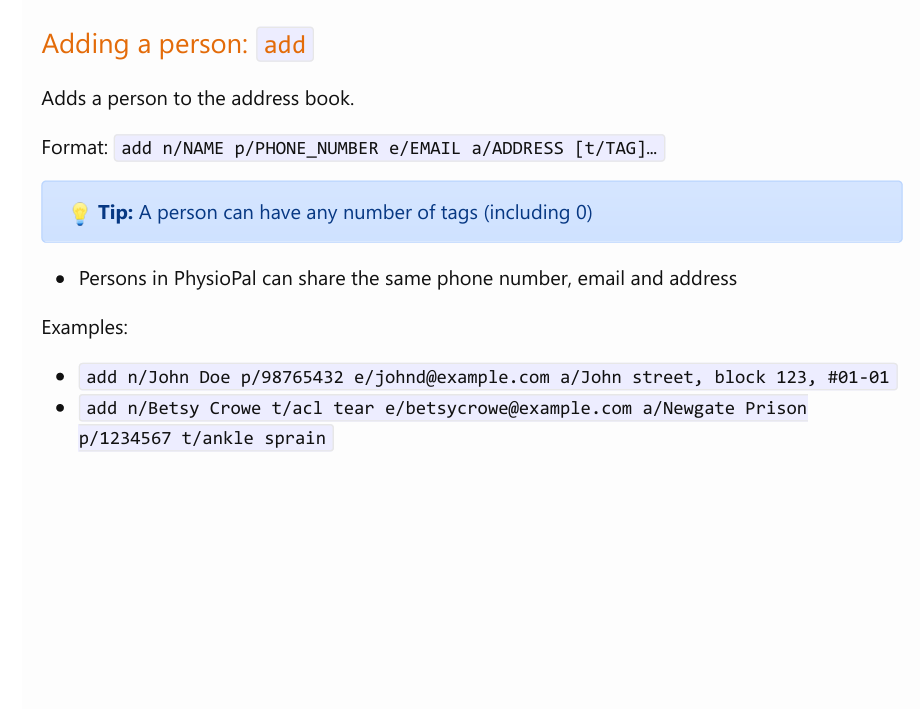 Adding a person: add
Adds a person to the address book.
Format: add n/NAME p/PHONE_NUMBER e/EMAIL a/ADDRESS [t/TAG]…
💡 Tip: A person can have any number of tags (including 0)
• Persons in PhysioPal can share the same phone number, email and address
Examples:
• add n/John Doe p/98765432 e/johnd@example.com a/John street, block 123, #01-01
• add n/Betsy Crowe t/acl tear e/betsycrowe@example.com a/Newgate Prison
p/1234567 t/ankle sprain